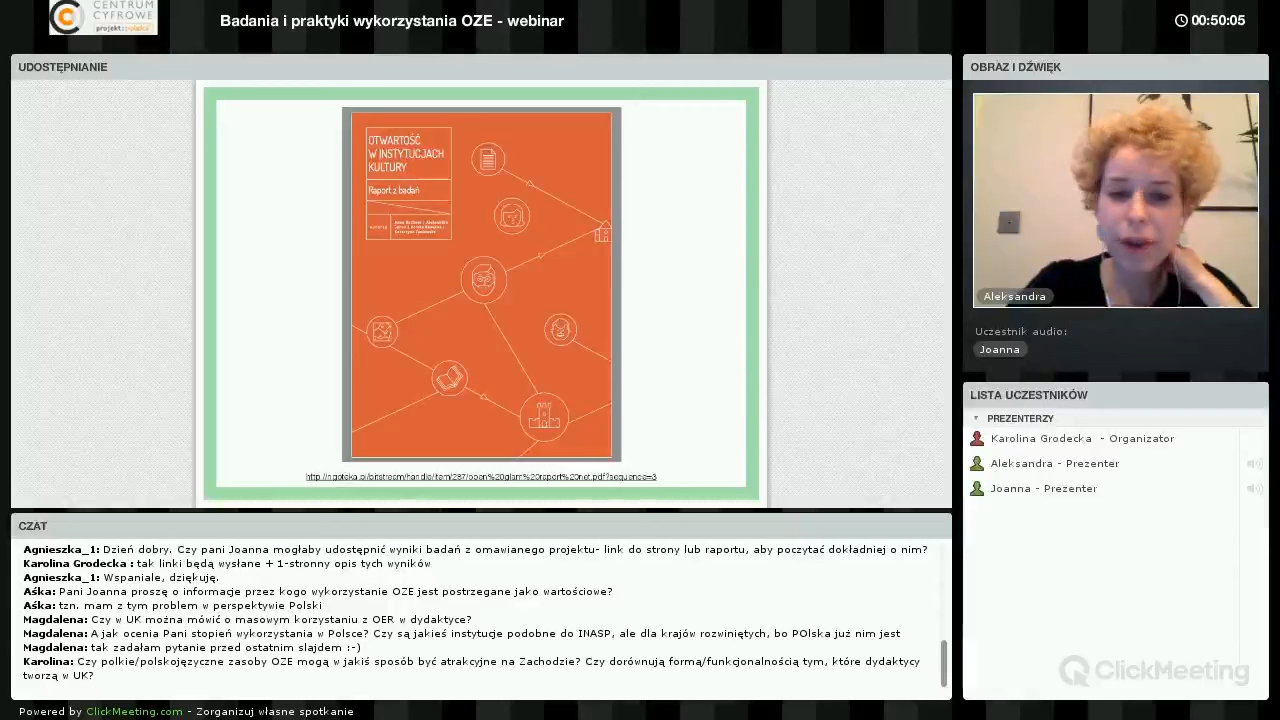 CENTRUM
CYFROWE
projekt: polska
Badania i praktyki wykorzystania OZE - webinar
00:50:05
UDOSTĘPNIANIE
OTWARTOŚĆ
W INSTYTUCJACH
KULTURY
Raport z badań
OBRAZ I DŹWIĘK
Aleksandra
Uczestnik audio:
Joanna
LISTA UCZESTNIKÓW
PREZENTERZY
Karolina Grodecka - Organizator
Aleksandra - Prezenter
Joanna - Prezenter
CZAT
Agnieszka_1: Dzień dobry. Czy pani Joanna mogłaby udostępnić wyniki badań z omawianego projektu- link do strony lub raportu, aby poczytać dokładniej o nim?
Karolina Grodecka : tak linki będą wysłane + 1-stronny opis tych wyników
Agnieszka_1: Wspaniale, dziękuję.
Aśka: Pani Joanna proszę o informacje przez kogo wykorzystanie OZE jest postrzegane jako wartościowe?
Aśka: tzn. mam z tym problem w perspektywie Polski
Magdalena: Czy w UK można mówić o masowym korzystaniu z OER w dydaktyce?
Magdalena: A jak ocenia Pani stopień wykorzystania w Polsce? Czy są jakieś instytucje podobne do INASP, ale dla krajów rozwiniętych, bo POlska już nim jest
Magdalena: tak zadałam pytanie przed ostatnim slajdem :-)
Karolina: Czy polkie/polskojęzyczne zasoby OZE mogą w jakiś sposób być atrakcyjne na Zachodzie? Czy dorównują formą/funkcjonalnością tym, które dydaktycy
tworzą w UK?
ClickMeeting
Powered by ClickMeeting.com - Zorganizuj własne spotkanie